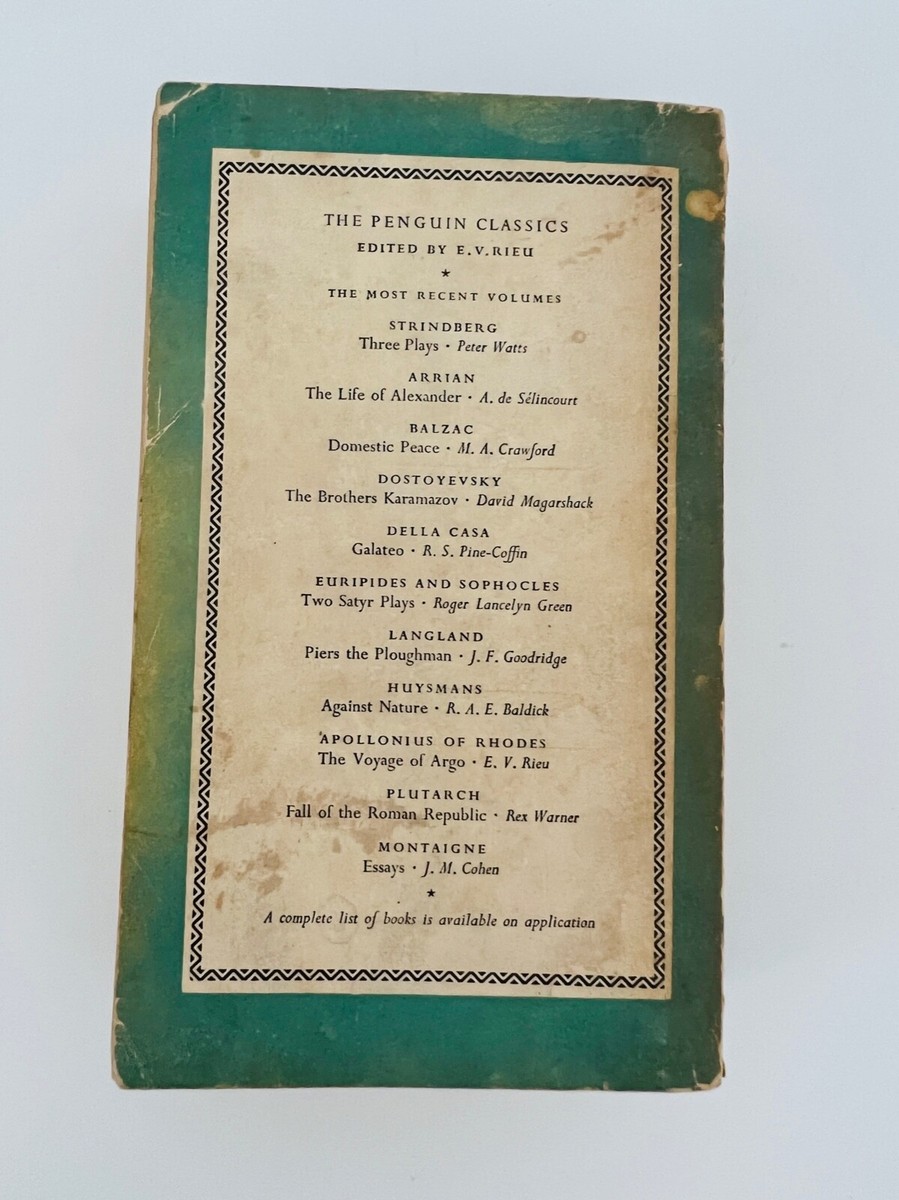 THE PENGUIN CLASSICS
EDITED BY E.V.RIEU
★
THE MOST RECENT VOLUMES
STRINDBERG
Three Plays · Peter Watts
ARRIAN
The Life of Alexander · A. de Sélincourt
BALZAC
Domestic Peace · M. A. Crawford
DOSTOYEVSKY
The Brothers Karamazov · David Magarshack
DELLA CASA
Galateo · R. S. Pine-Coffin
EURIPIDES AND SOPHOCLES
Two Satyr Plays · Roger Lancelyn Green
LANGLAND
Piers the Ploughman · J. F. Goodridge
HUYSMANS
Against Nature · R. A. E. Baldick
APOLLONIUS OF RHODES
The Voyage of Argo · E. V. Rieu
PLUTARCH
Fall of the Roman Republic · Rex Warner
MONTAIGNE
Essays · J. M. Cohen
★
A complete list of books is available on application